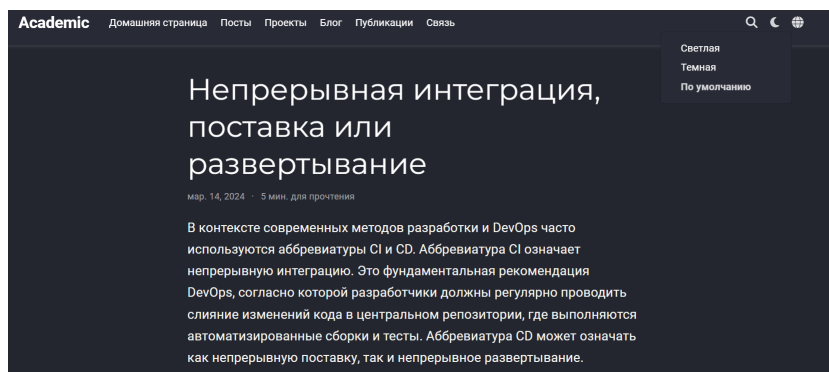 Academic Домашняя страница Посты Проекты Блог Публикации Связь
Светлая
Темная
По умолчанию
Непрерывная интеграция,
поставка или
развертывание
мар. 14, 2024 · 5 мин. для прочтения
В контексте современных методов разработки и DevOps часто
используются аббревиатуры CI и CD. Аббревиатура CI означает
непрерывную интеграцию. Это фундаментальная рекомендация
DevOps, согласно которой разработчики должны регулярно проводить
слияние изменений кода в центральном репозитории, где выполняются
автоматизированные сборки и тесты. Аббревиатура CD может означать
как непрерывную поставку, так и непрерывное развертывание.